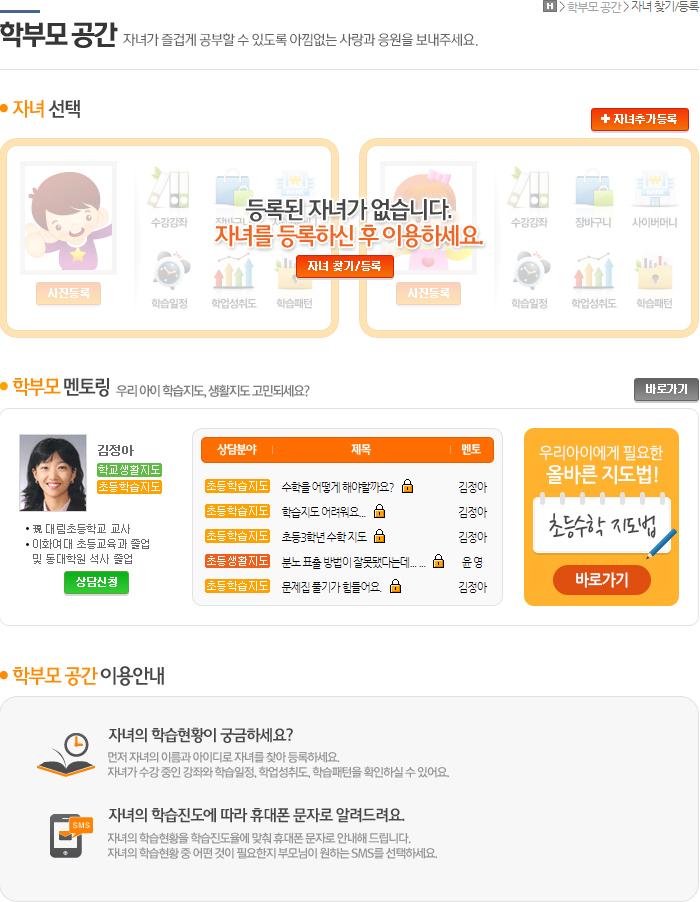 H > 학부모 공간 > 자녀 찾기/등록
학부모 공간 자녀가 즐겁게 공부할 수 있도록 아낌없는 사랑과 응원을 보내주세요.
자녀 선택
+ 자녀추가등록
수강강좌 장바구니
수강강좌 장바구니 사이버머니
등록된 자녀가 없습니다.
자녀를 등록하신 후 이용하세요.
자녀 찾기/등록
사진등록
학습일정 학업성취도 학습패턴
사진등록
학습일정 학업성취도 학습패턴
학부모 멘토링 우리 아이 학습지도, 생활지도 고민되세요?
바로가기
김정아
학교생활지도
초등학습지도
• 現 대림초등학교 교사
• 이화여대 초등교육과 졸업
및 동대학원 석사 졸업
상담신청
상담분야 제목 멘토
초등학습지도 수학을 어떻게 해야할까요? 김정아
초등학습지도 학습지도 어려워요... 김정아
초등학습지도 초등3학년 수학 지도 김정아
초등생활지도 분노 표출 방법이 잘못됐다는데... ... 윤 영
초등학습지도 문제집 풀기가 힘들어요. 김정아
우리아이에게 필요한
올바른 지도법!
초등수학 지도법
바로가기
학부모 공간 이용안내
자녀의 학습현황이 궁금하세요?
먼저 자녀의 이름과 아이디로 자녀를 찾아 등록하세요.
자녀가 수강 중인 강좌와 학습일정, 학업성취도, 학습패턴을 확인하실 수 있어요.
SMS
자녀의 학습진도에 따라 휴대폰 문자로 알려드려요.
자녀의 학습현황을 학습진도율에 맞춰 휴대폰 문자로 안내해 드립니다.
자녀의 학습현황 중 어떤 것이 필요한지 부모님이 원하는 SMS를 선택하세요.